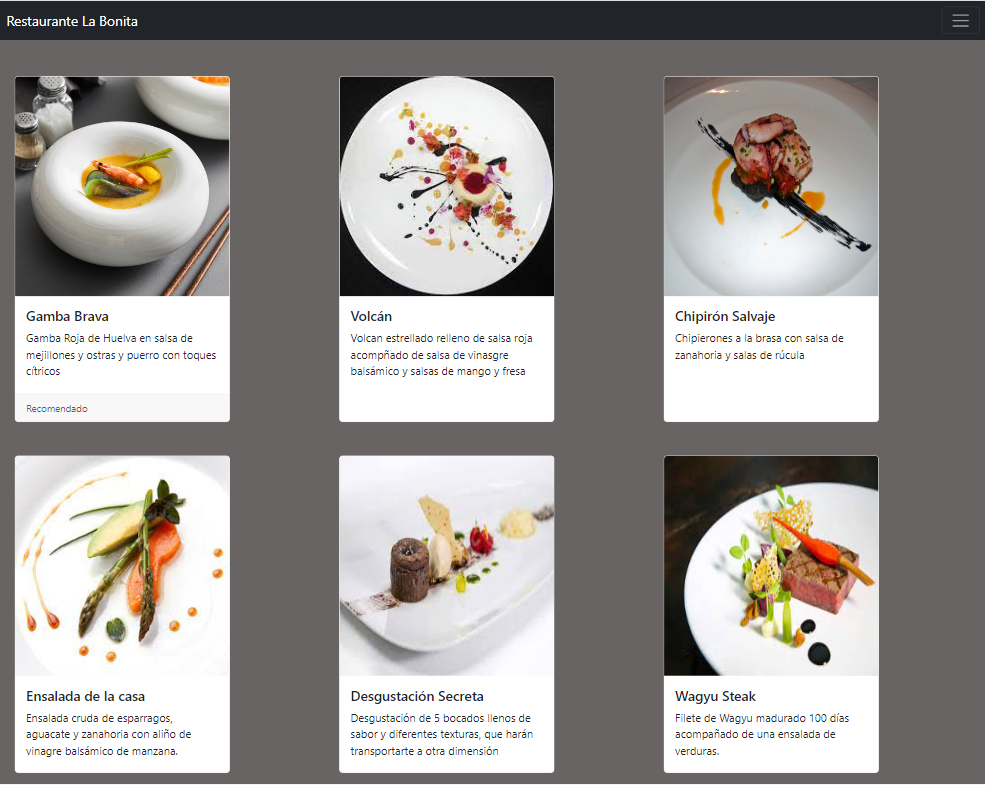 Restaurante La Bonita
Gamba Brava
Gamba Roja de Huelva en salsa de
mejillones y ostras y puerro con toques
cítricos
Recomendado
Volcán
Volcan estrellado relleno de salsa roja
acompñado de salsa de vinasgre
balsámico y salsas de mango y fresa
Chipirón Salvaje
Chipierones a la brasa con salsa de
zanahoria y salas de rúcula
Ensalada de la casa
Ensalada cruda de esparragos,
aguacate y zanahoria con aliño de
vinagre balsámico de manzana.
Desgustación Secreta
Desgustación de 5 bocados llenos de
sabor y diferentes texturas, que harán
transportarte a otra dimensión
Wagyu Steak
Filete de Wagyu madurado 100 días
acompañado de una ensalada de
verduras.